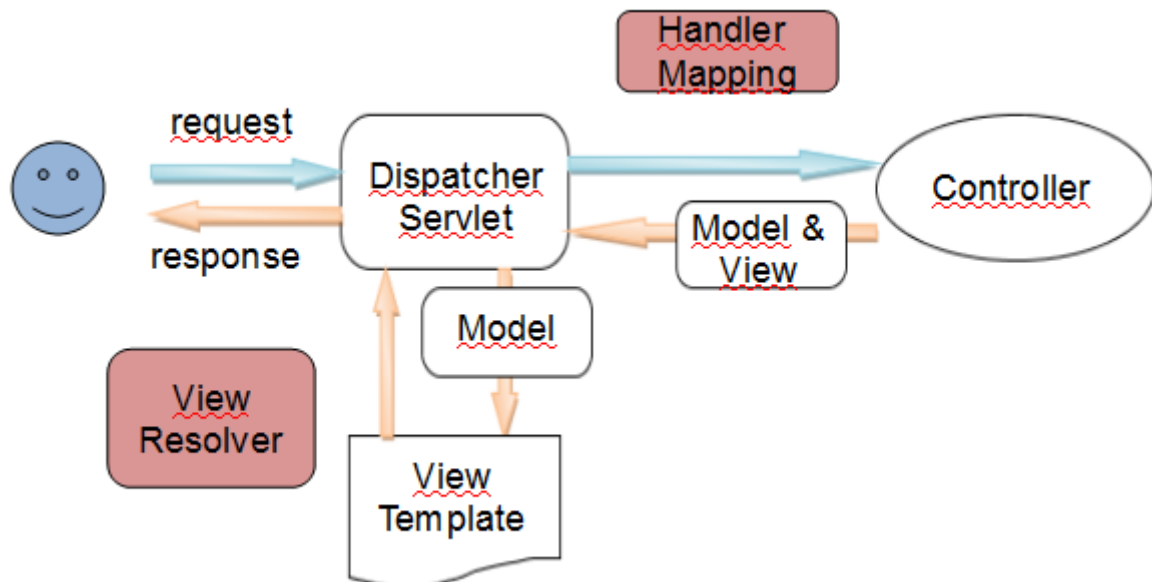 Handler
Mapping
request
Dispatcher
Servlet
Controller
response
Model &
View
Model
View
Resolver
View
Template